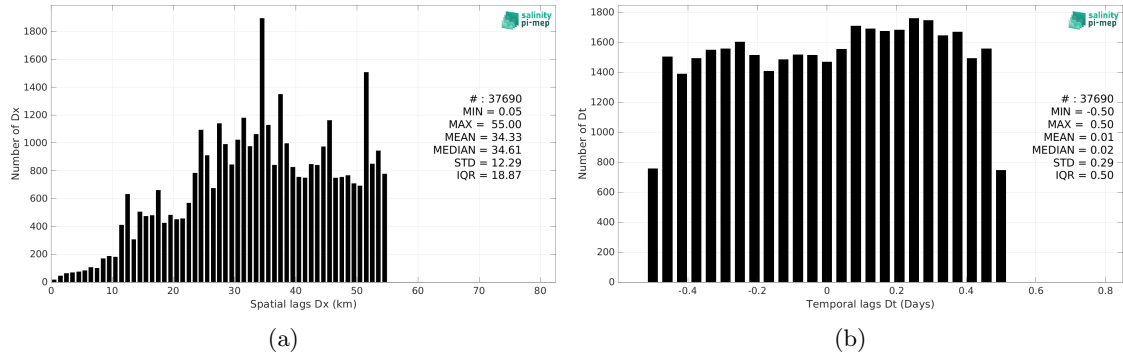 salinity
pi-mep
1800
1600
1400
1200
1000
800
600
400
200
0
Number of Dx
# : 37690
MIN = 0.05
MAX = 55.00
MEAN = 34.33
MEDIAN = 34.61
STD = 12.29
IQR = 18.87
0 10 20 30 40 50 60 70 80
Spatial lags Dx (km)
(a)
salinity
pi-mep
1800
1600
1400
1200
1000
800
600
400
200
0
Number of Dt
# : 37690
MIN = -0.50
MAX = 0.50
MEAN = 0.01
MEDIAN = 0.02
STD = 0.29
IQR = 0.50
-0.4 -0.2 0 0.2 0.4 0.6 0.8
Temporal lags Dt (Days)
(b)